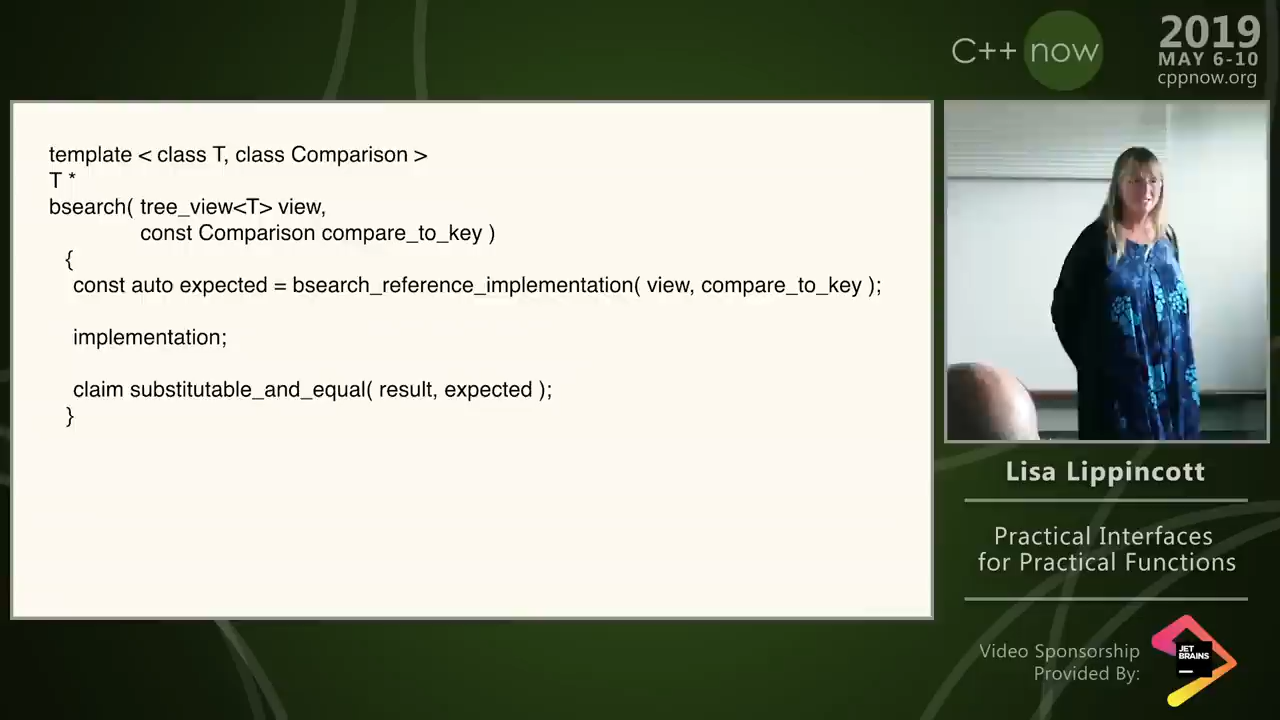 C++ now
2019
MAY 6-10
cppnow.org
template < class T, class Comparison >
T *
bsearch( tree_view<T> view,
const Comparison compare_to_key )
{
const auto expected = bsearch_reference_implementation( view, compare_to_key );
implementation;
claim substitutable_and_equal( result, expected );
}
Lisa Lippincott
Practical Interfaces
for Practical Functions
Video Sponsorship
Provided By:
JET
BRAINS